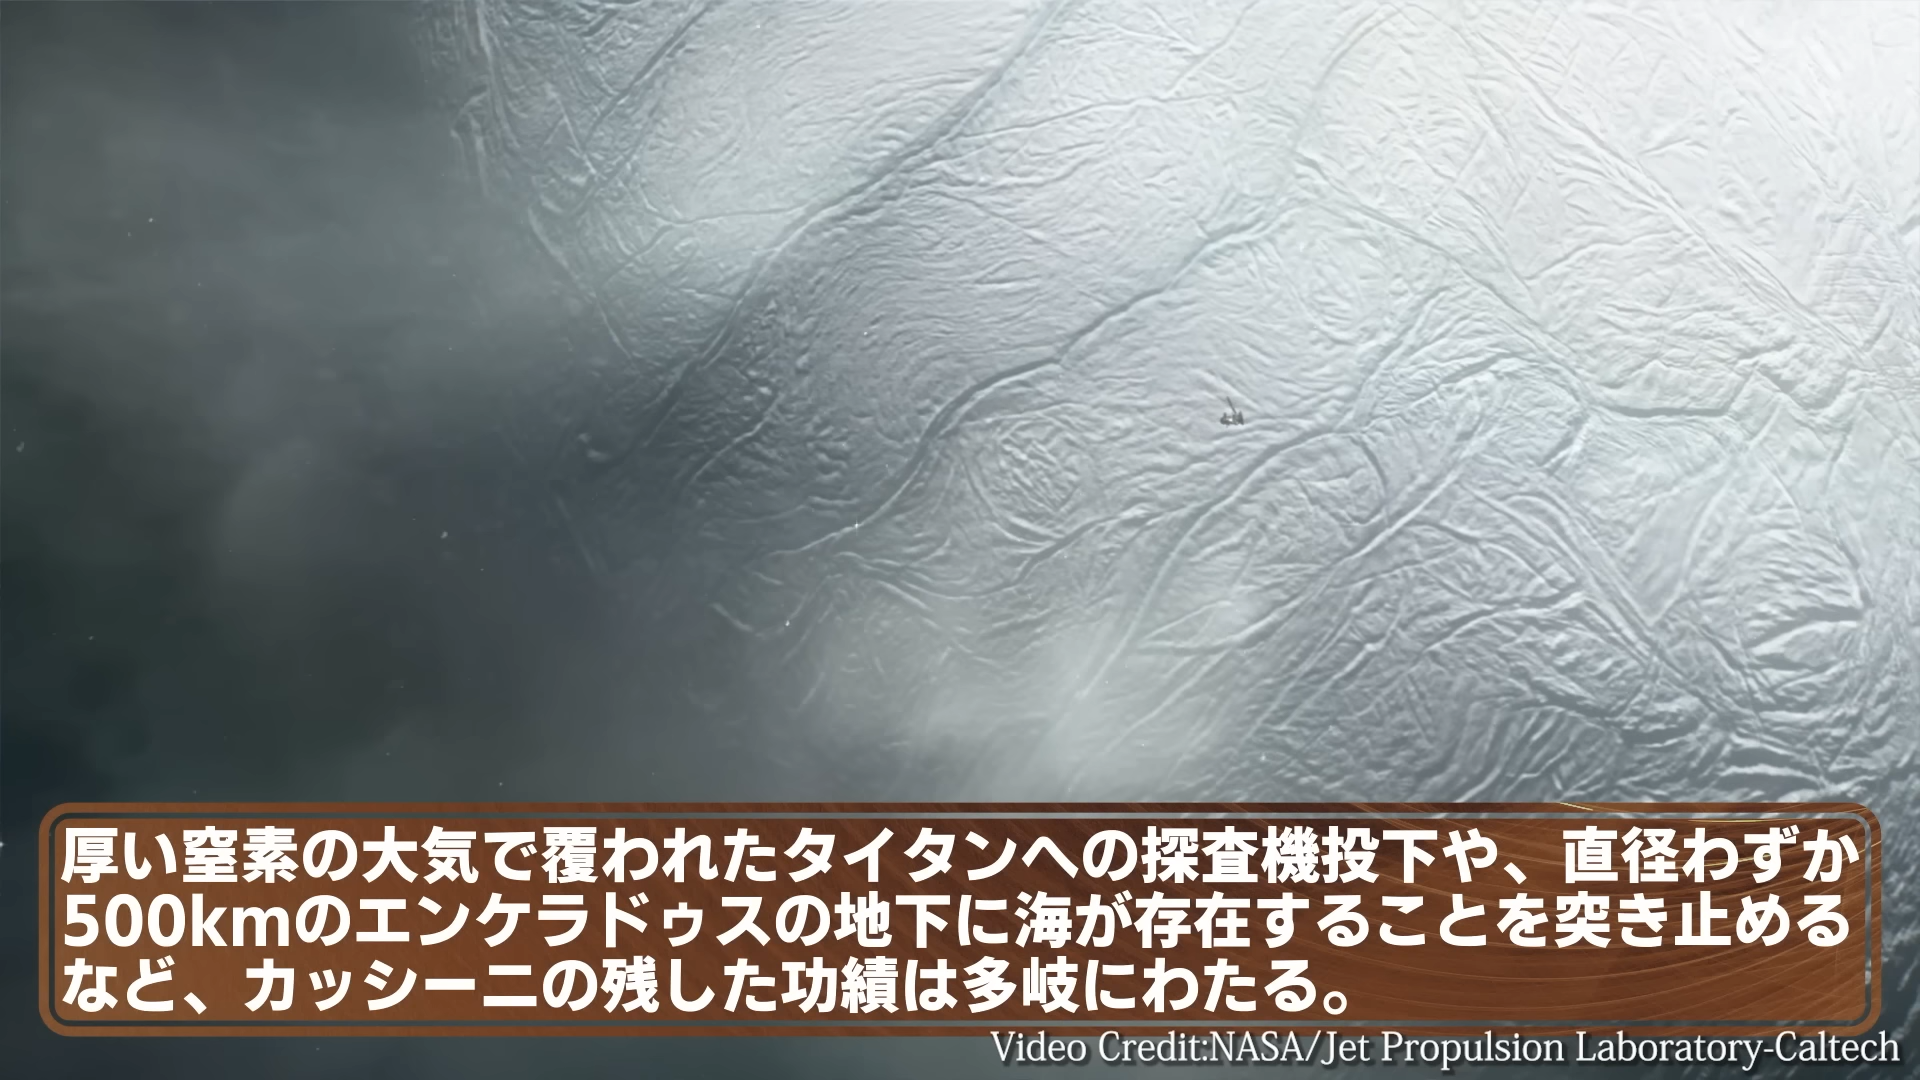 厚い窒素の大気で覆われたタイタンへの探査機投下や、直径わずか
500kmのエンケラドゥスの地下に海が存在することを突き止める
など、カッシーニの残した功績は多岐にわたる。
Video Credit:NASA/Jet Propulsion Laboratory-Caltech